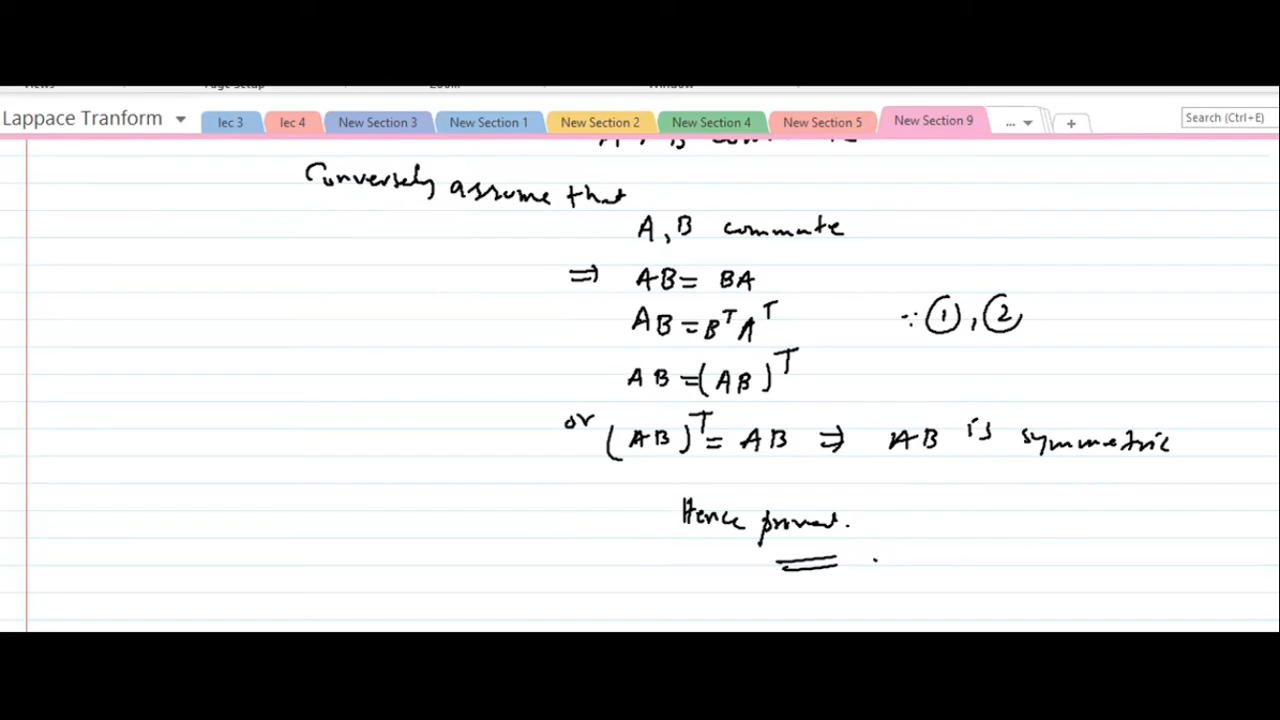 Lappace Tranform
lec 3
lec 4
New Section 3
New Section 1
New Section 2
New Section 4
New Section 5
New Section 9
...
+
Search (Ctrl+E)
Conversely assume that
A, B commute
⇒ AB = BA
AB = B^T A^T ∵ ①, ②
AB = (AB)^T
or (AB)^T = AB ⇒ AB is symmetric
Hence proved.